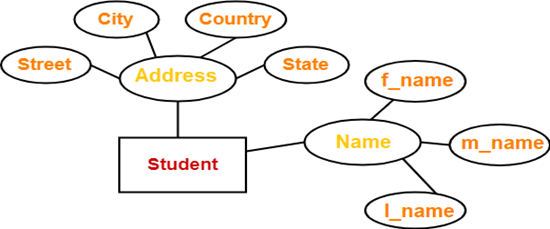 City
Country
Street
Address
State
f_name
Name
m_name
Student
l_name